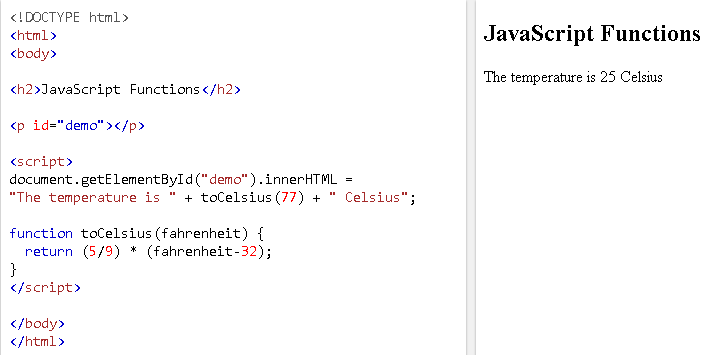 <!DOCTYPE html>
<html>
<body>
<h2>JavaScript Functions</h2>
<p id="demo"></p>
<script>
document.getElementById("demo").innerHTML =
"The temperature is " + toCelsius(77) + " Celsius";
function toCelsius(fahrenheit) {
  return (5/9) * (fahrenheit-32);
}
</script>
</body>
</html>
JavaScript Functions
The temperature is 25 Celsius